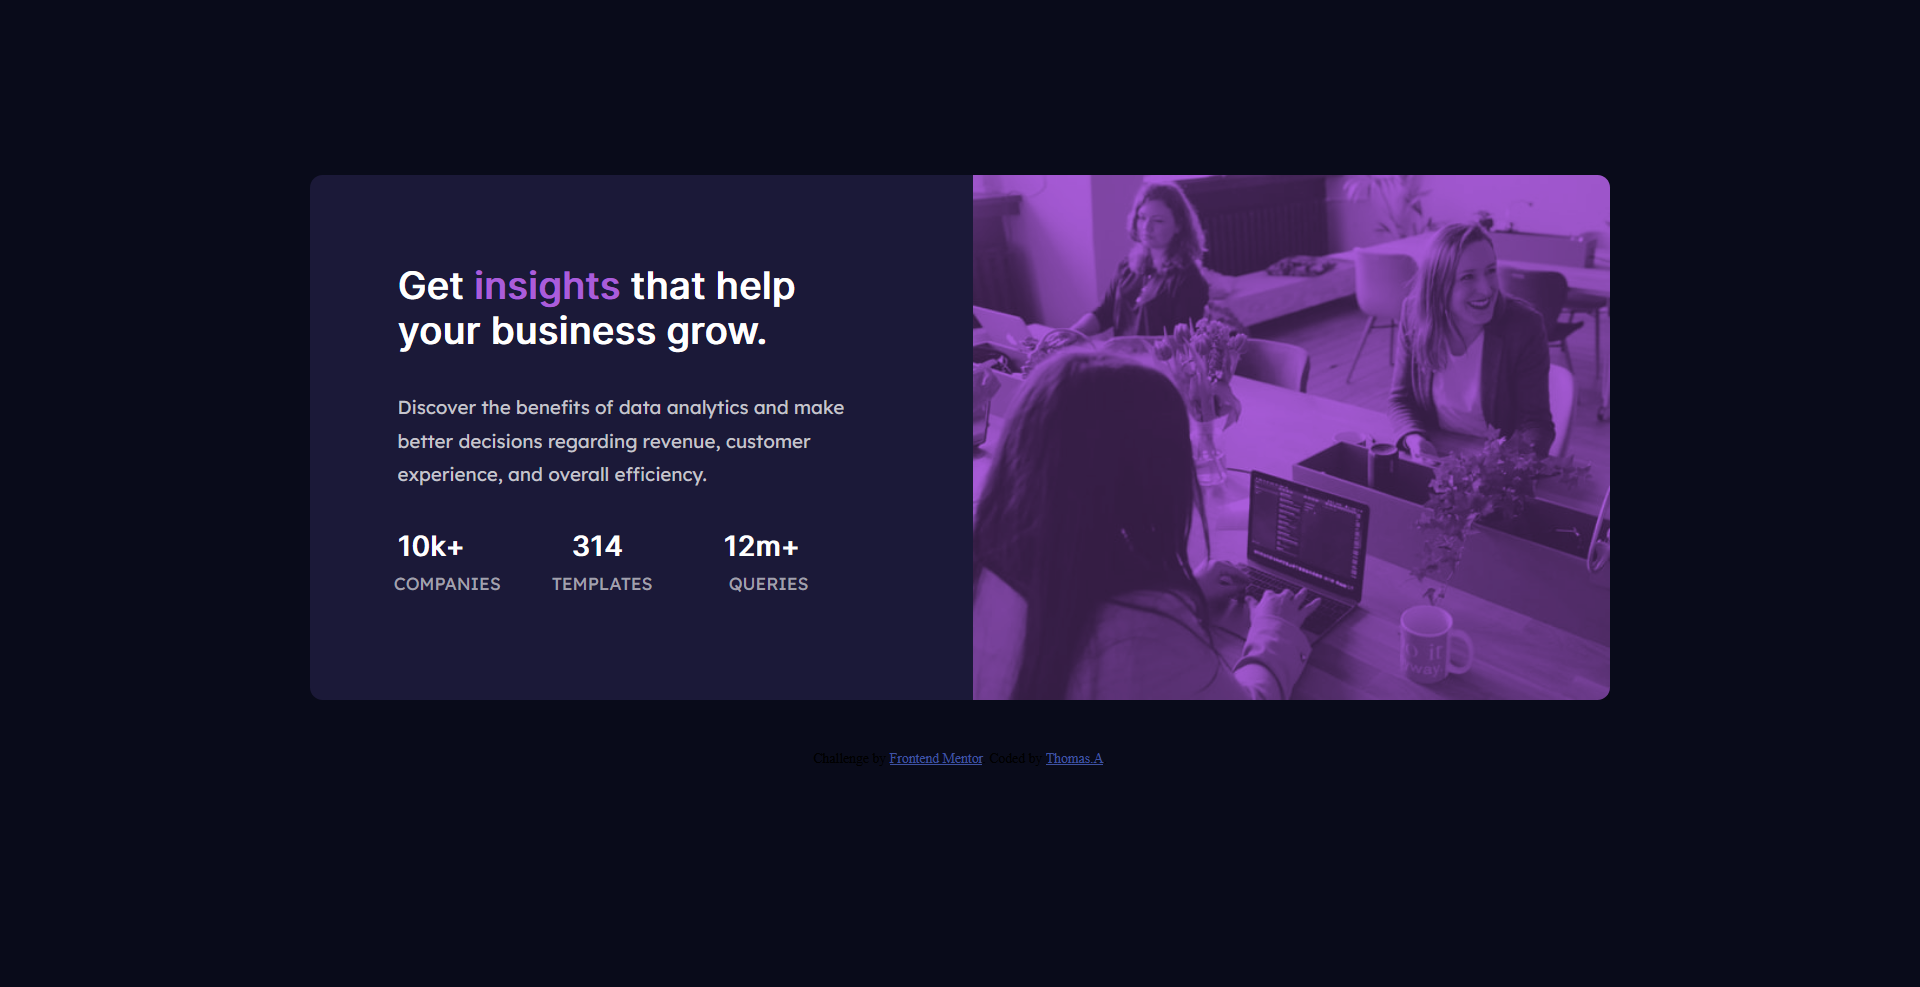 Get insights that help
your business grow.
Discover the benefits of data analytics and make
better decisions regarding revenue, customer
experience, and overall efficiency.
10k+ 314 12m+
COMPANIES TEMPLATES QUERIES
Challenge by Frontend Mentor. Coded by Thomas.A